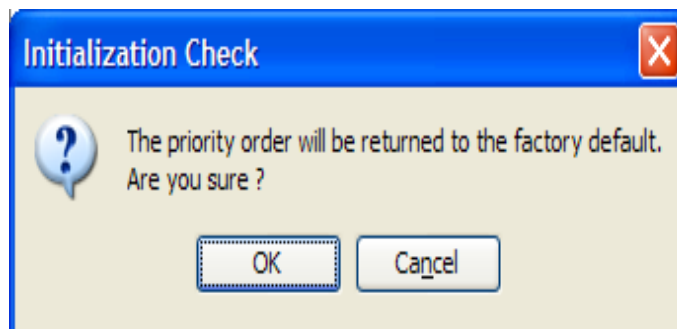 Initialization Check
The priority order will be returned to the factory default.
Are you sure ?
OK
Cancel